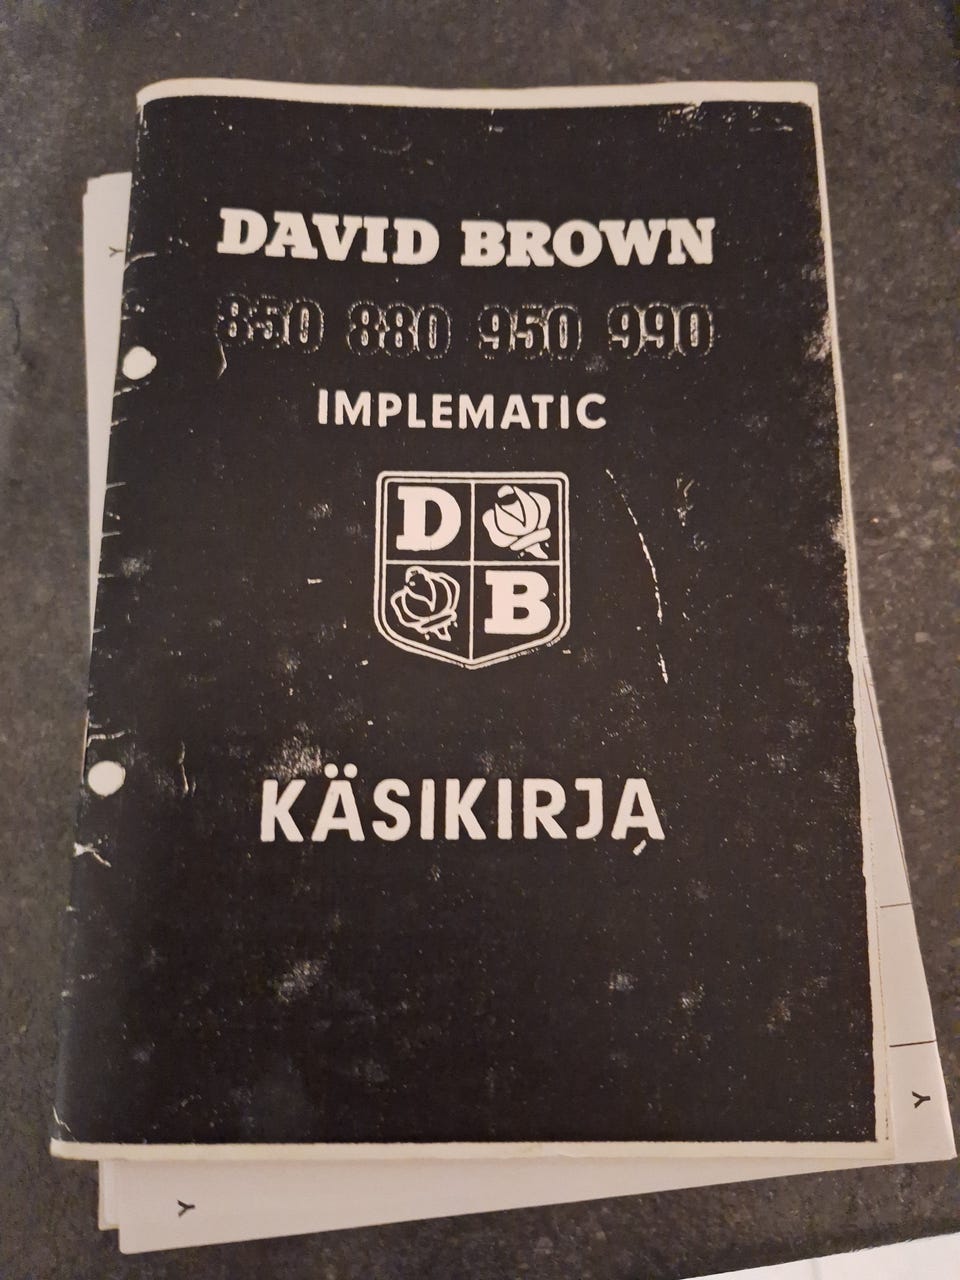 DAVID BROWN
850 880 950 990
IMPLEMATIC
D
B
KÄSIKIRJA
Y
Y
Y